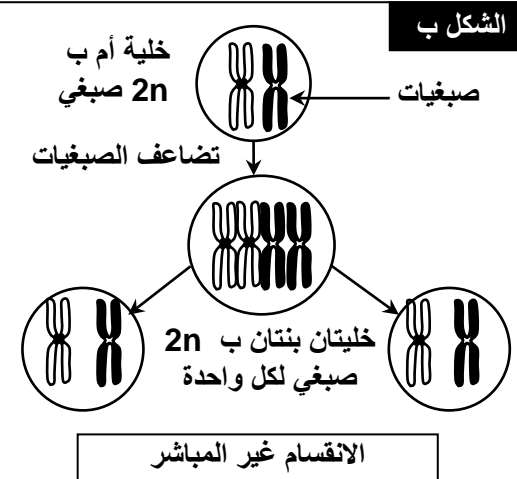 الشكل ب
خلية أم ب
2n صبغي
صبغيات
تضاعف الصبغيات
خليتان بنتان ب 2n
صبغي لكل واحدة
الانقسام غير المباشر